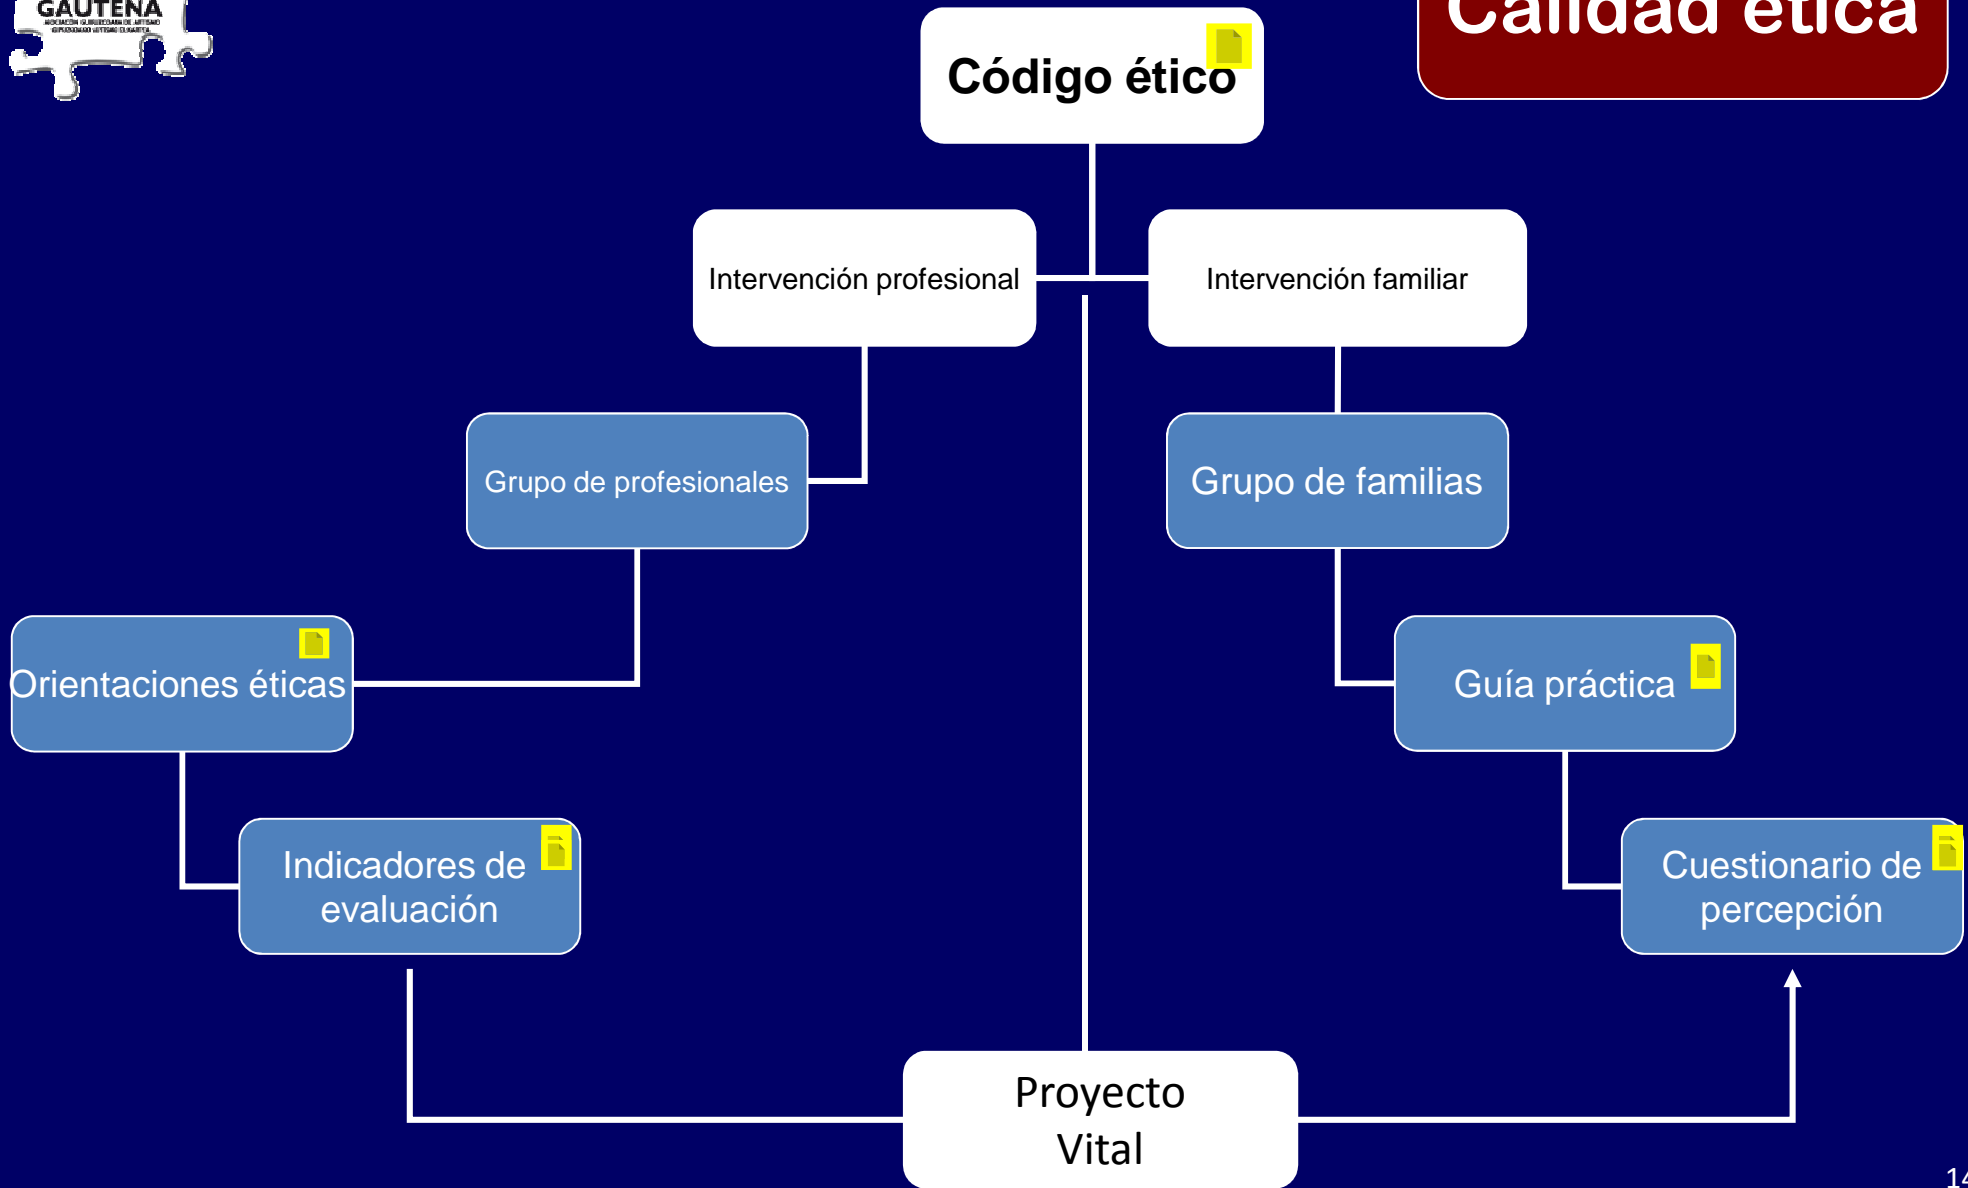 GAUTENA
Calidad ética
Código ético
Intervención profesional
Intervención familiar
Grupo de profesionales
Grupo de familias
Orientaciones éticas
Guía práctica
Indicadores de
evaluación
Cuestionario de
percepción
Proyecto
Vital
14